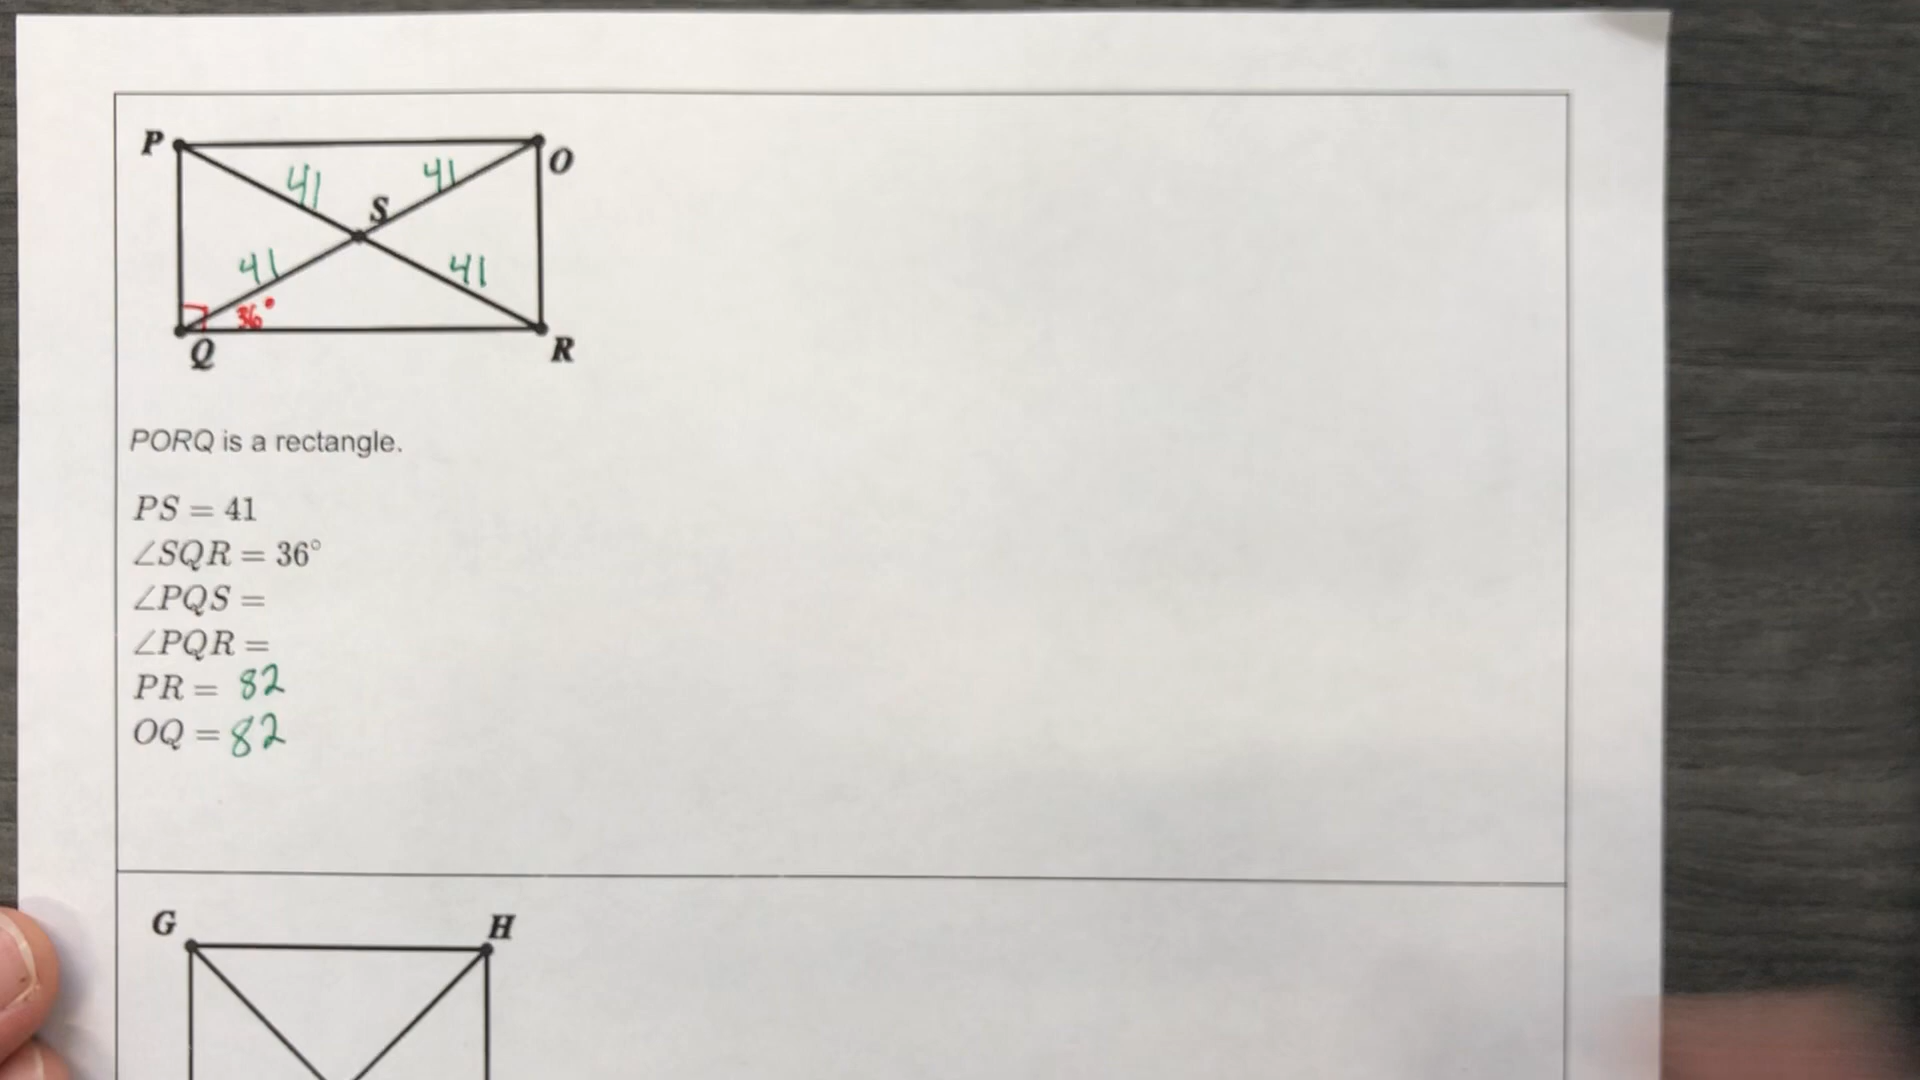 P
O
41
41
S
41
41
36°
Q
R
PORQ is a rectangle.
PS = 41
∠SQR = 36°
∠PQS =
∠PQR =
PR = 82
OQ = 82
G
H